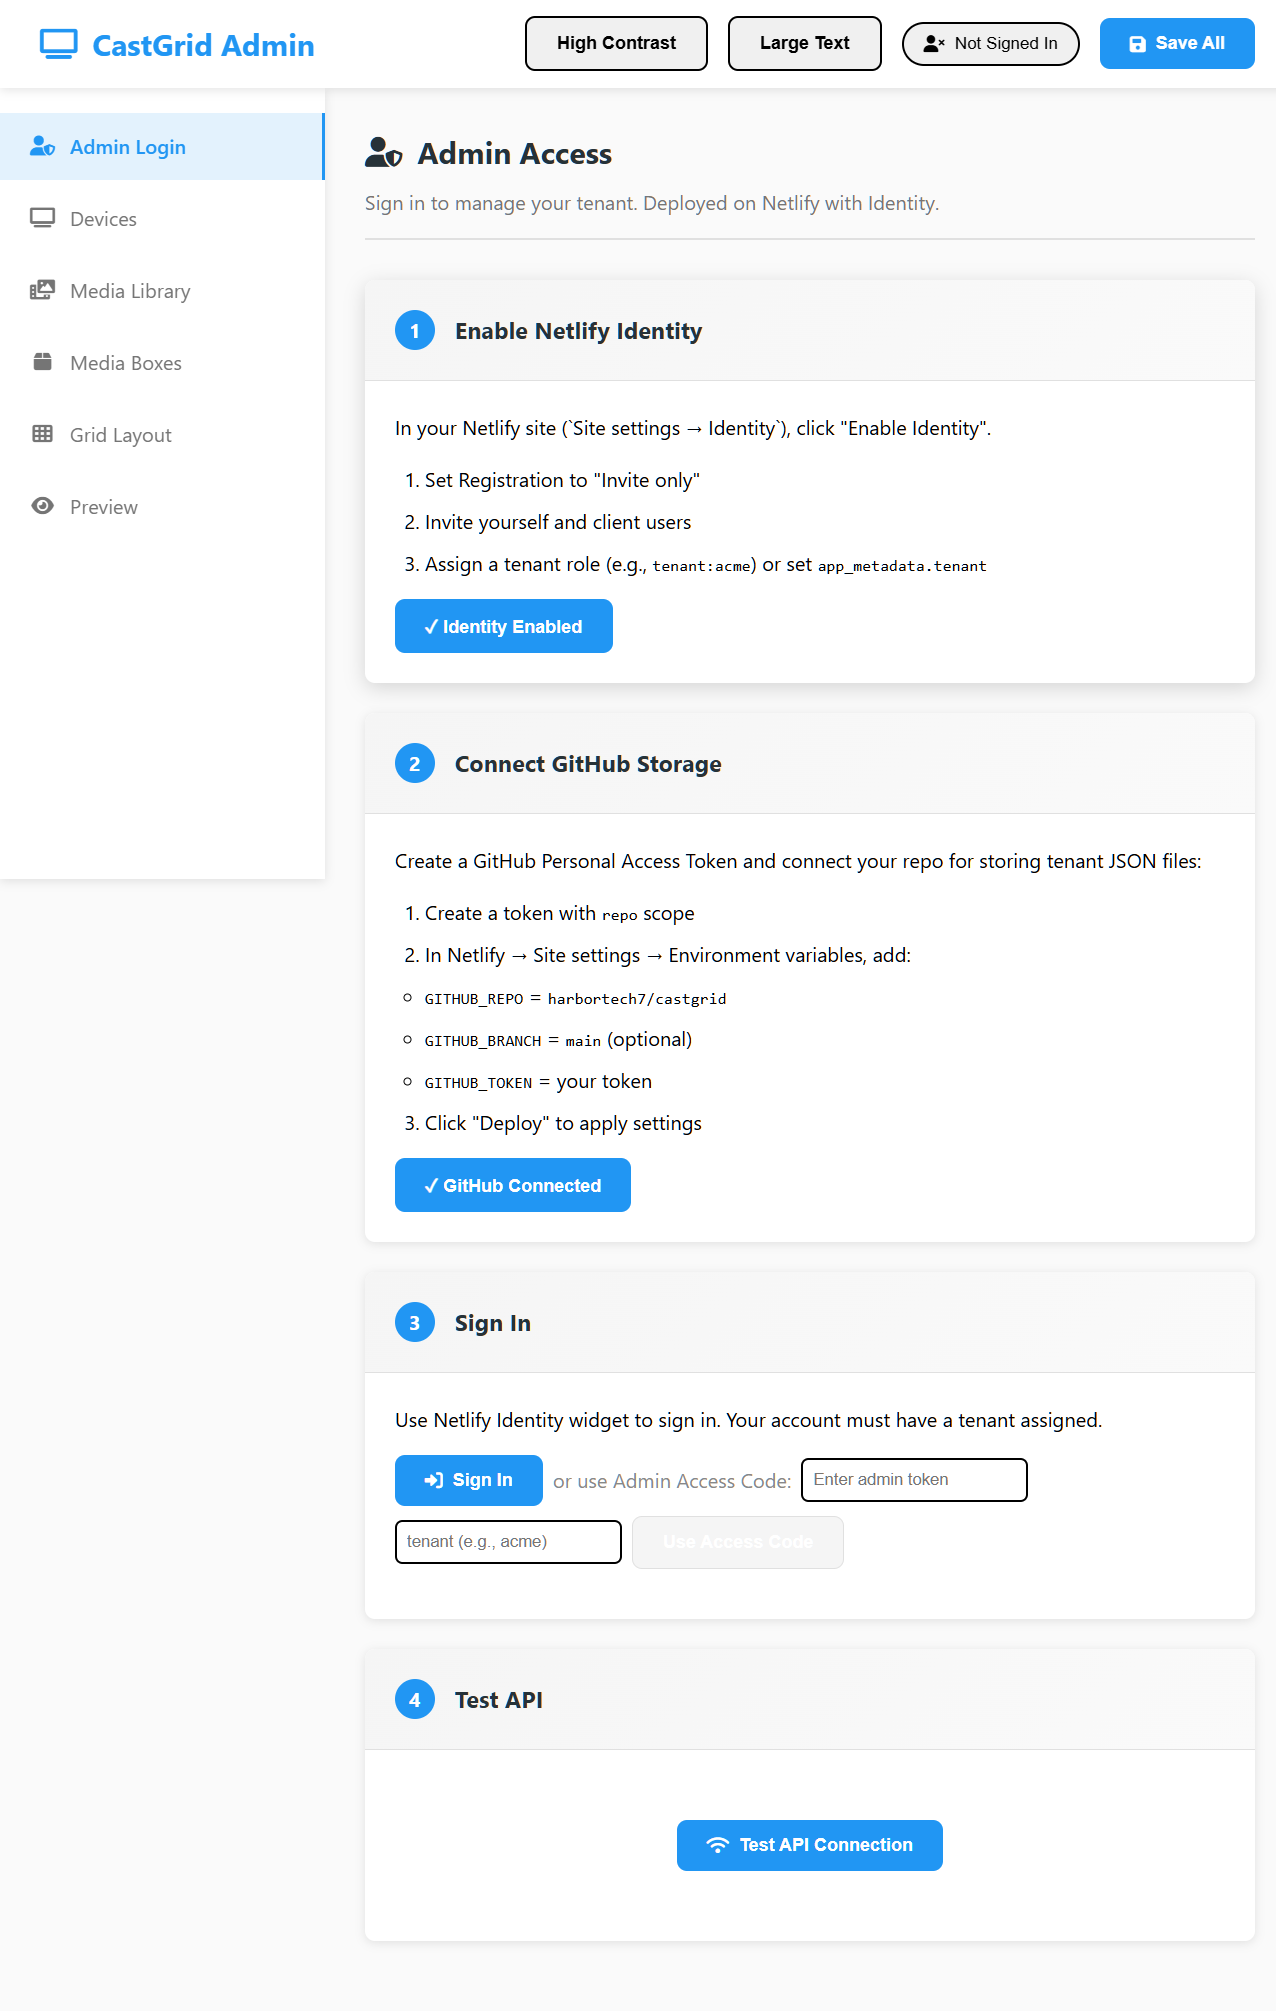 CastGrid Admin
High Contrast
Large Text
Not Signed In
Save All
Admin Login
Devices
Media Library
Media Boxes
Grid Layout
Preview
Admin Access
Sign in to manage your tenant. Deployed on Netlify with Identity.
1
Enable Netlify Identity
In your Netlify site (`Site settings → Identity`), click "Enable Identity".
1. Set Registration to "Invite only"
2. Invite yourself and client users
3. Assign a tenant role (e.g., tenant:acme) or set app_metadata.tenant
✓ Identity Enabled
2
Connect GitHub Storage
Create a GitHub Personal Access Token and connect your repo for storing tenant JSON files:
1. Create a token with repo scope
2. In Netlify → Site settings → Environment variables, add:
GITHUB_REPO = harbortech7/castgrid
GITHUB_BRANCH = main (optional)
GITHUB_TOKEN = your token
3. Click "Deploy" to apply settings
✓ GitHub Connected
3
Sign In
Use Netlify Identity widget to sign in. Your account must have a tenant assigned.
Sign In or use Admin Access Code: Enter admin token
tenant (e.g., acme) Use Access Code
4
Test API
Test API Connection